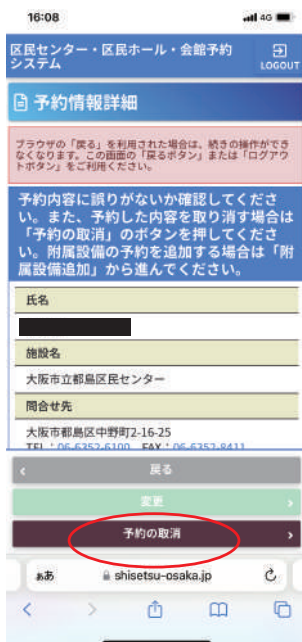 16:08
4G
区民センター・区民ホール・会館予約
システム
LOGOUT
予約情報詳細
ブラウザの「戻る」を利用された場合は、続きの操作ができ
なくなります。この画面の「戻るボタン」または「ログアウ
トボタン」をご利用ください。
予約内容に誤りがないか確認してくださ
い。また、予約した内容を取り消す場合は
「予約の取消」のボタンを押してくださ
い。附属設備の予約を追加する場合は「附
属設備追加」から進んでください。
氏名
施設名
大阪市立都島区民センター
問合せ先
大阪市都島区中野町2-16-25
TEL：06-6352-6100 FAX：06-6352-8411
戻る
変更
予約の取消
ぁあ
shisetsu-osaka.jp